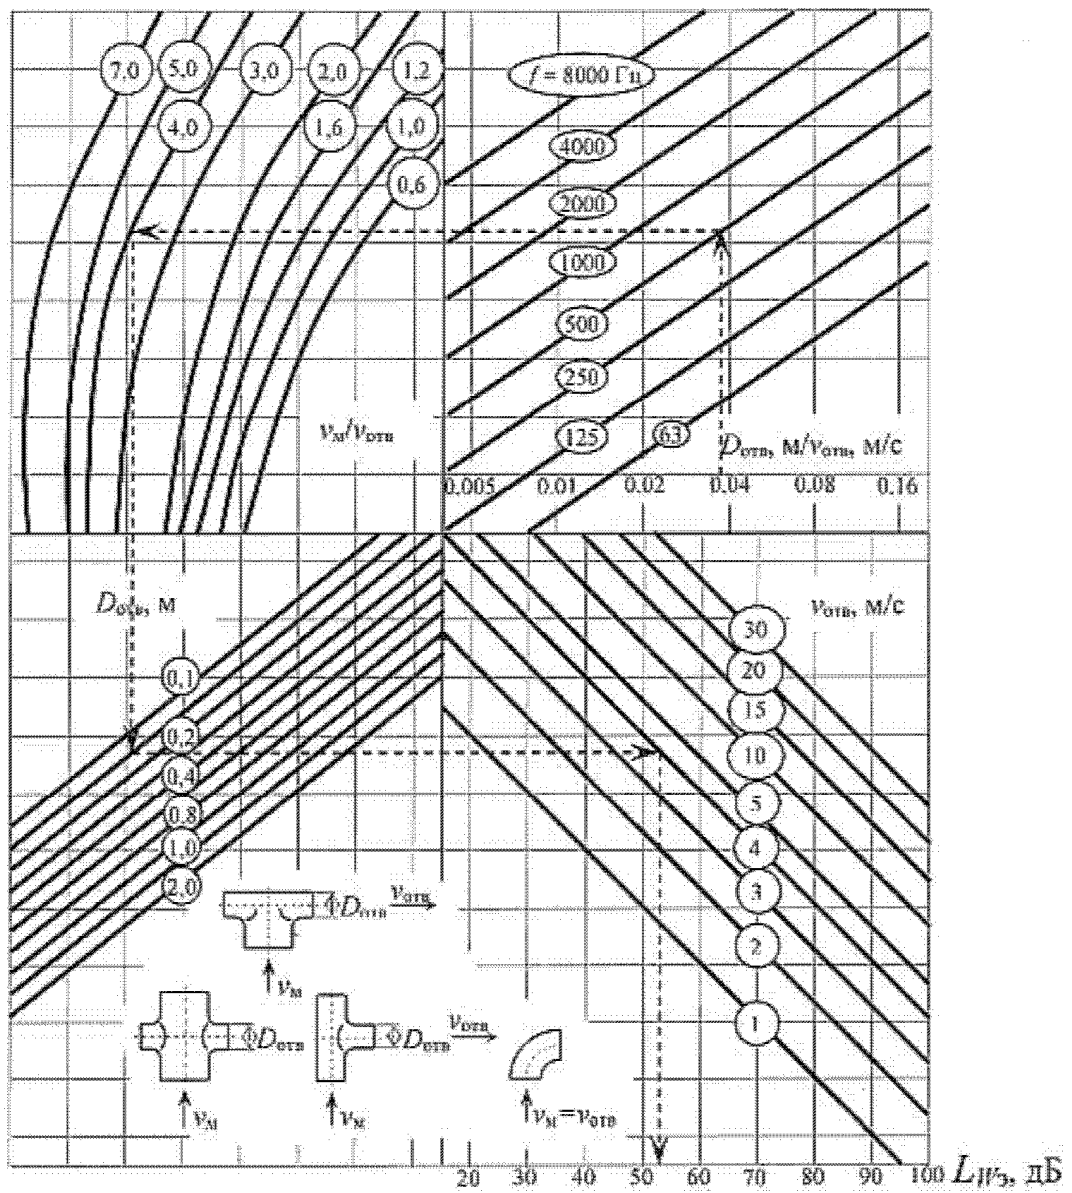 7,0
5,0
3,0
2,0
1,2
4,0
1,6
1,0
0,6
f = 8000 Гц
4000
2000
1000
500
250
125
63
vм/vотв
Dотв, м/vотв, м/с
0.005 0.01 0.02 0.04 0.08 0.16
Dотв, м
vотв, м/с
0,1
0,2
0,4
0,8
1,0
2,0
30
20
15
10
5
4
3
2
1
Dотв
vотв
vм
Dотв
vм
Dотв
vотв
vм
vм=vотв
20 30 40 50 60 70 80 90 100 LWэ, дБ